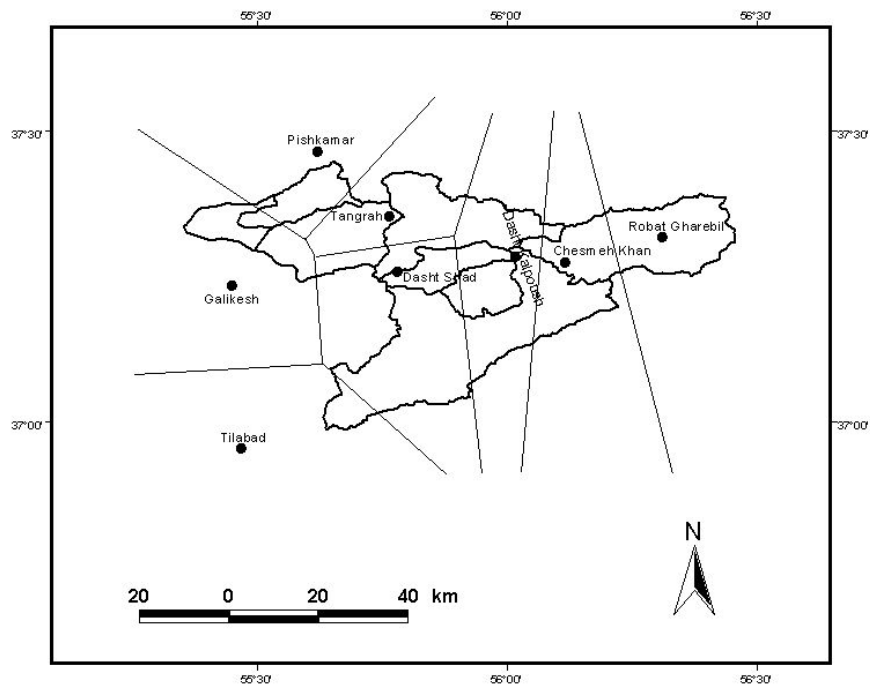 55°30' 56°00' 56°30'
37°30' 37°30'
Pishkamar
Tangrah
Dasht Kalpoush
Robat Gharebil
Chesmeh Khan
Dasht Shad
Galikesh
37°00' 37°00'
Tilabad
N
20 0 20 40 km
55°30' 56°00' 56°30'